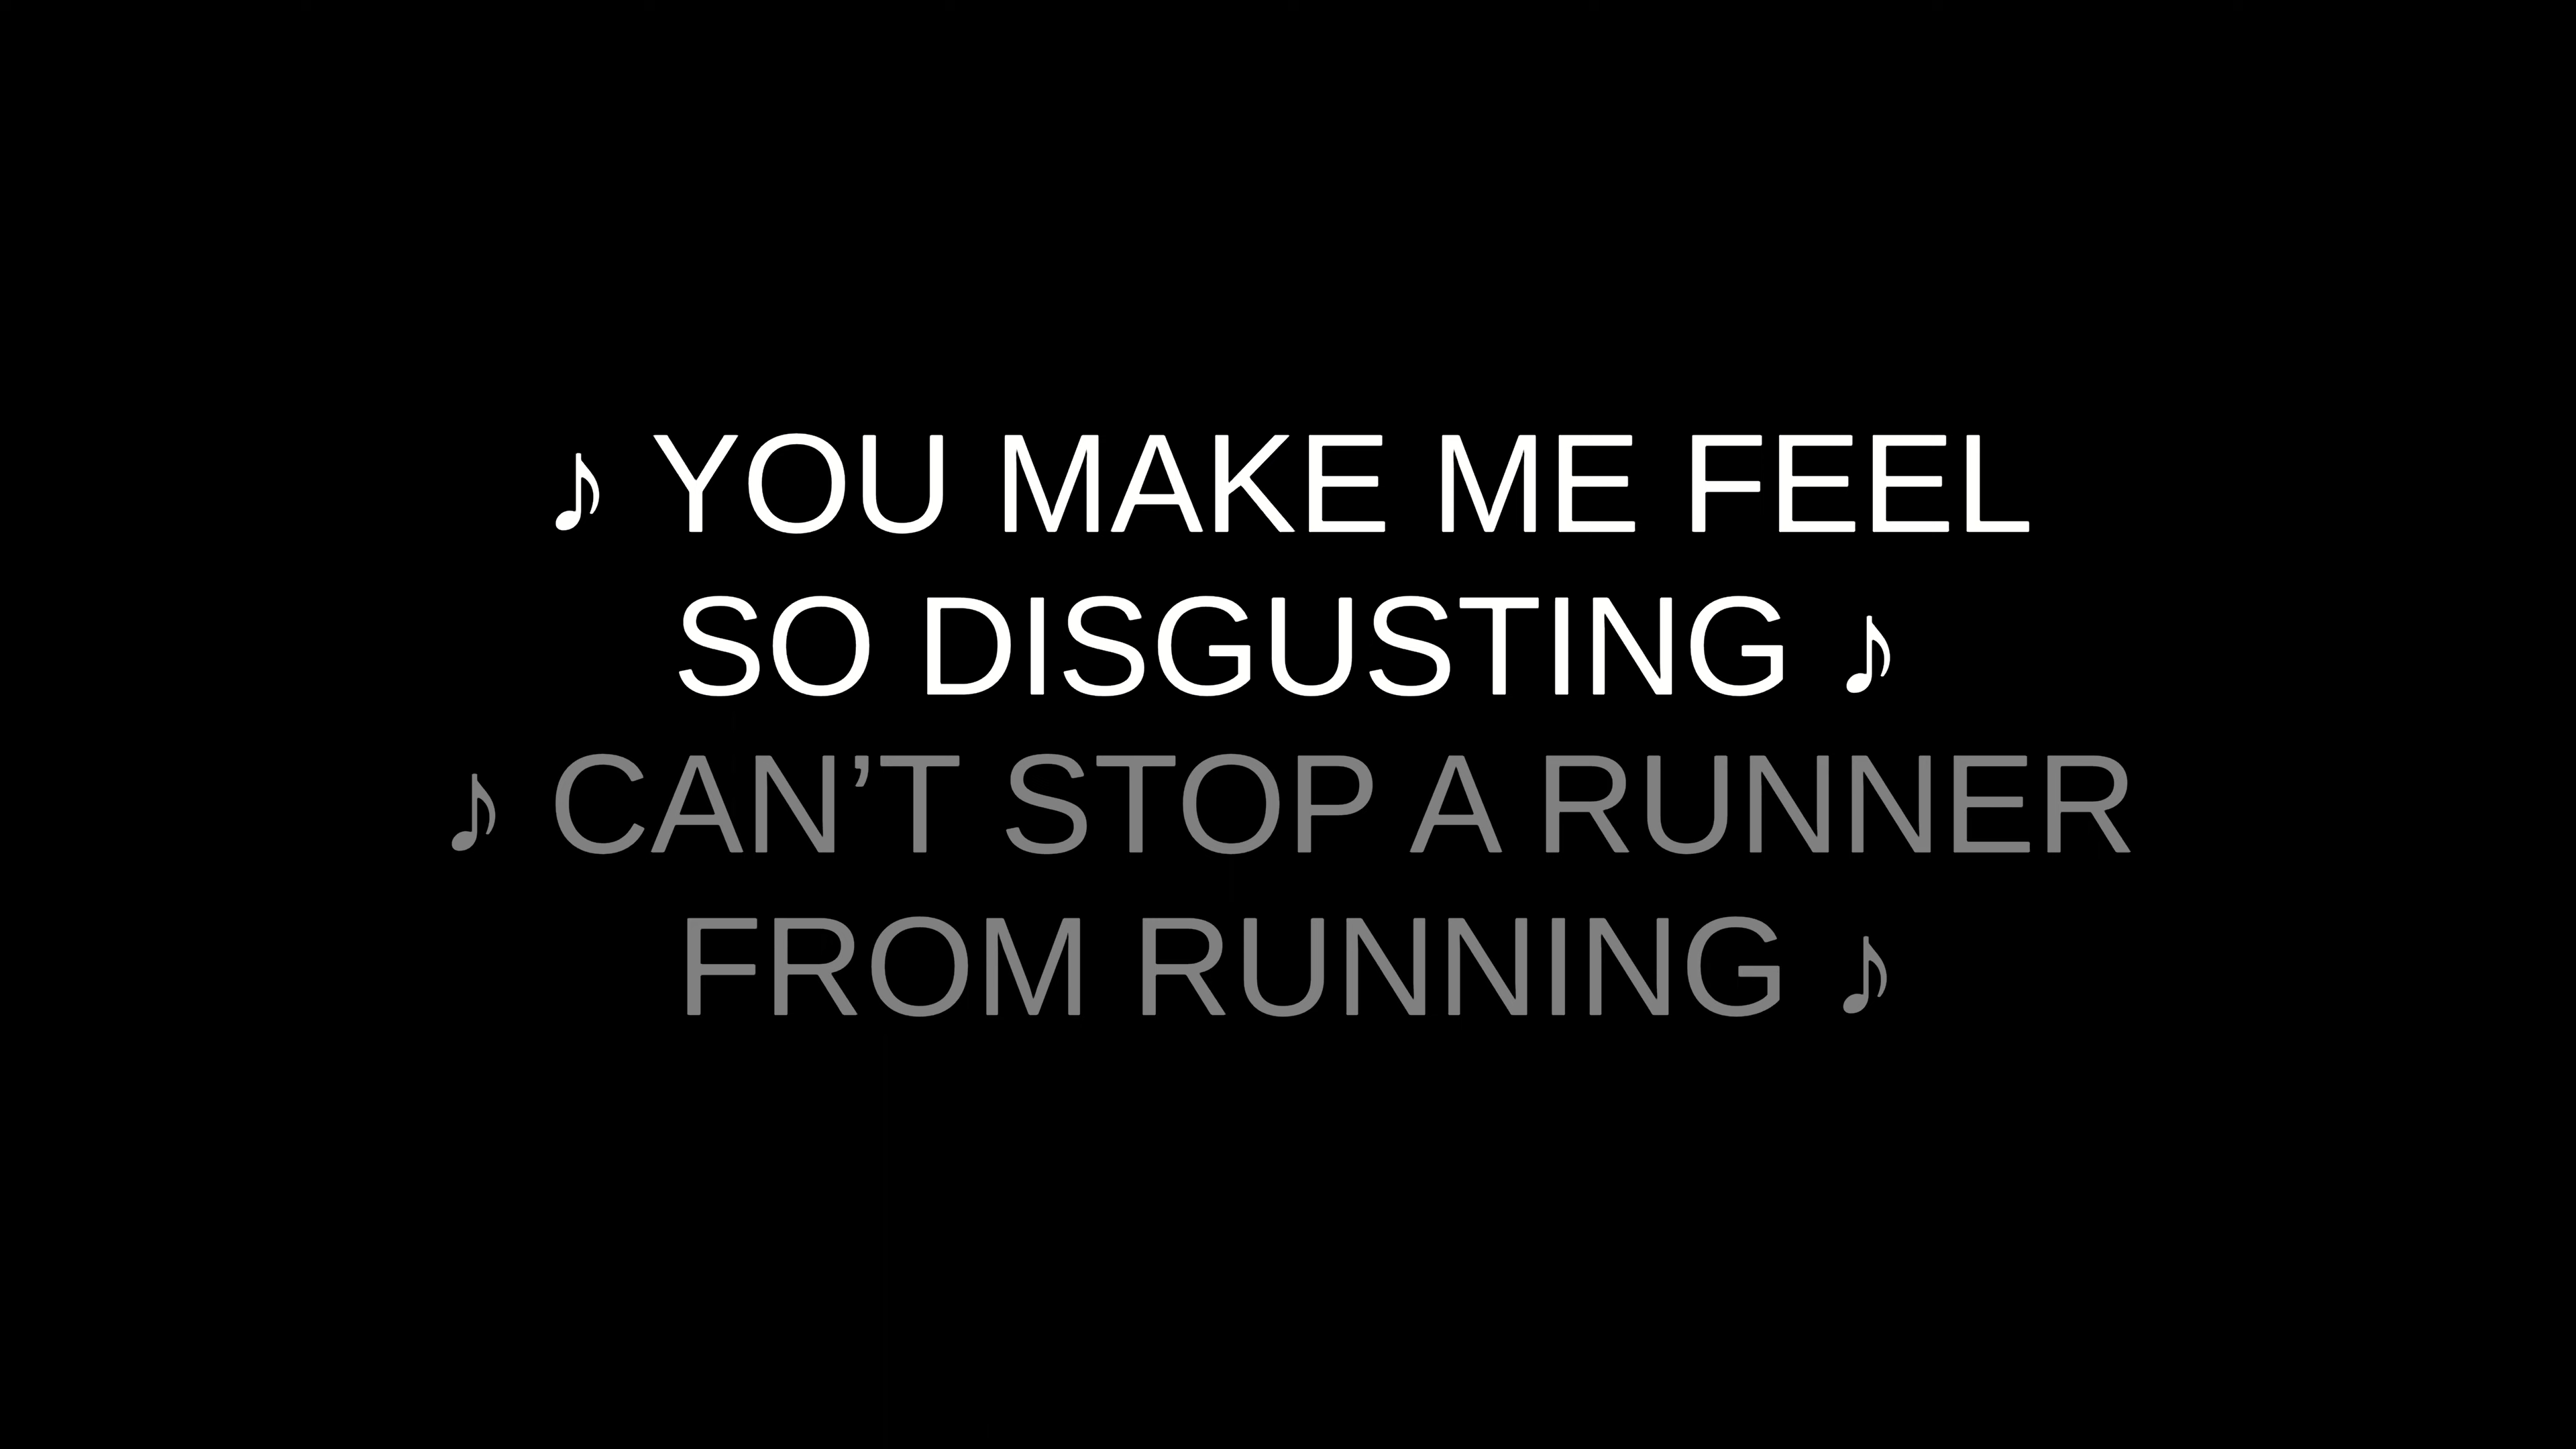 ♪ YOU MAKE ME FEEL
SO DISGUSTING ♪
♪ CAN’T STOP A RUNNER
FROM RUNNING ♪